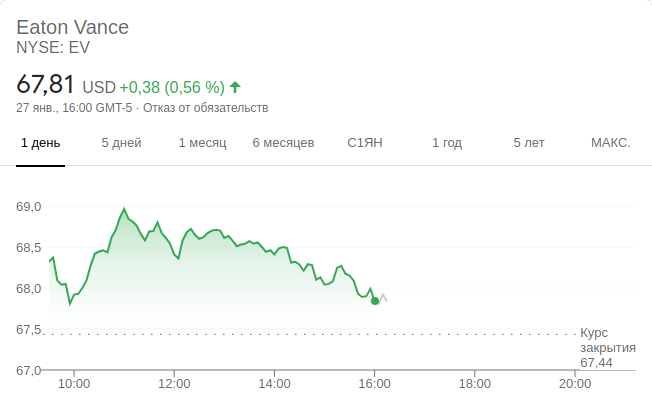 Eaton Vance
NYSE: EV
67,81 USD +0,38 (0,56 %)
27 янв., 16:00 GMT-5 · Отказ от обязательств
1 день 5 дней 1 месяц 6 месяцев С1ЯН 1 год 5 лет МАКС.
69,0
68,5
68,0
67,5
Курс
закрытия
67,44
67,0
10:00 12:00 14:00 16:00 18:00 20:00